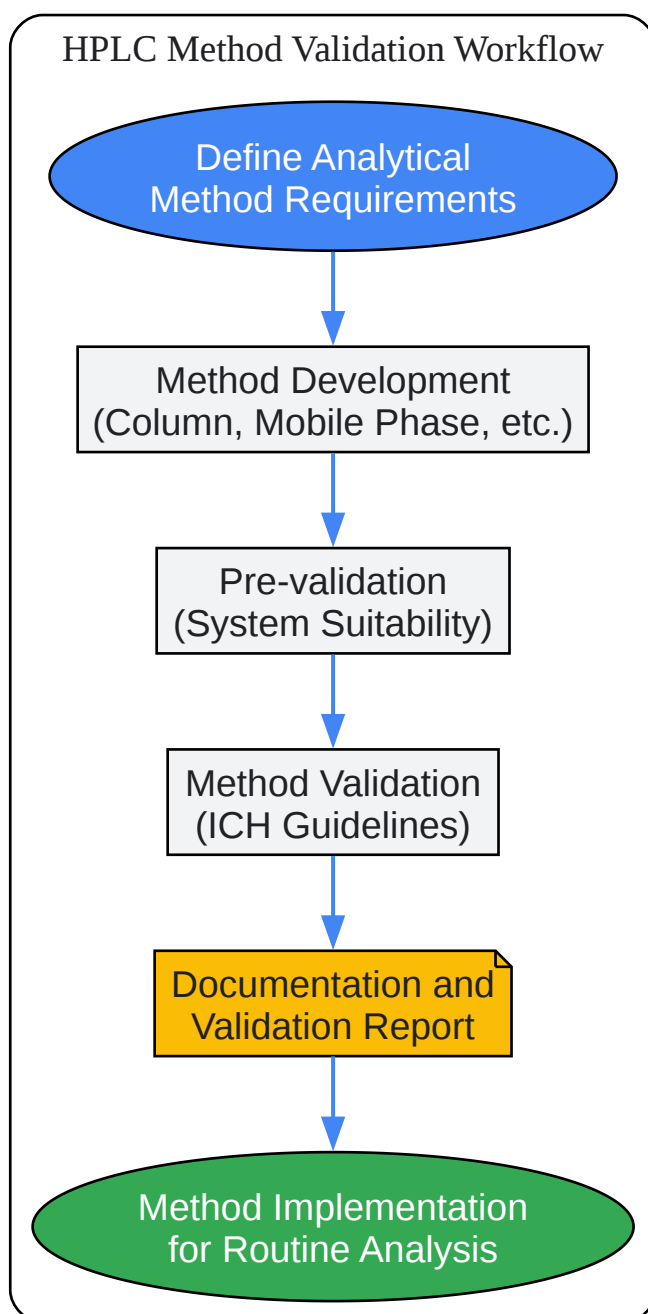 HPLC Method Validation Workflow
Define Analytical
Method Requirements
Method Development
(Column, Mobile Phase, etc.)
Pre-validation
(System Suitability)
Method Validation
(ICH Guidelines)
Documentation and
Validation Report
Method Implementation
for Routine Analysis